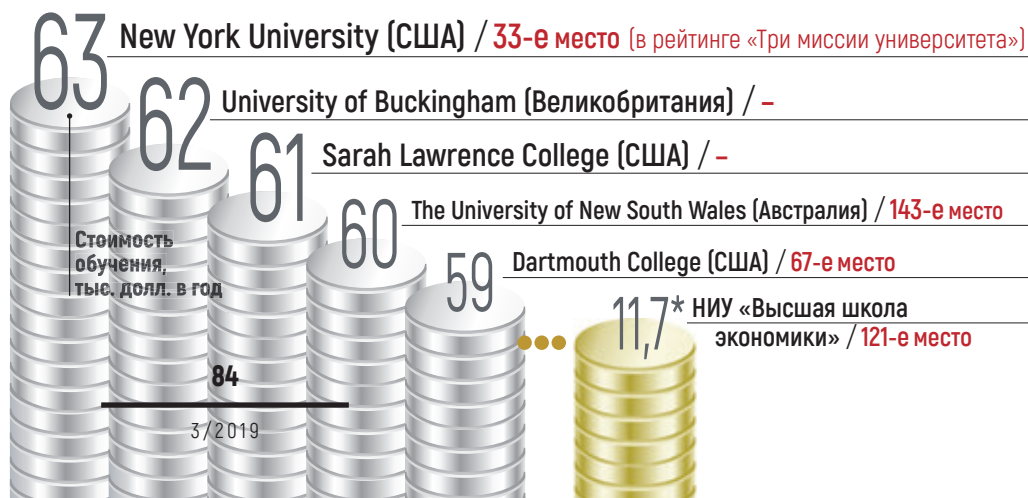 63 New York University (США) / 33-е место (в рейтинге «Три миссии университета»)
62 University of Buckingham (Великобритания) / –
61 Sarah Lawrence College (США) / –
60 The University of New South Wales (Австралия) / 143-е место
59 Dartmouth College (США) / 67-е место
11,7* НИУ «Высшая школа
экономики» / 121-е место
Стоимость
обучения,
тыс. долл. в год
84
3/2019